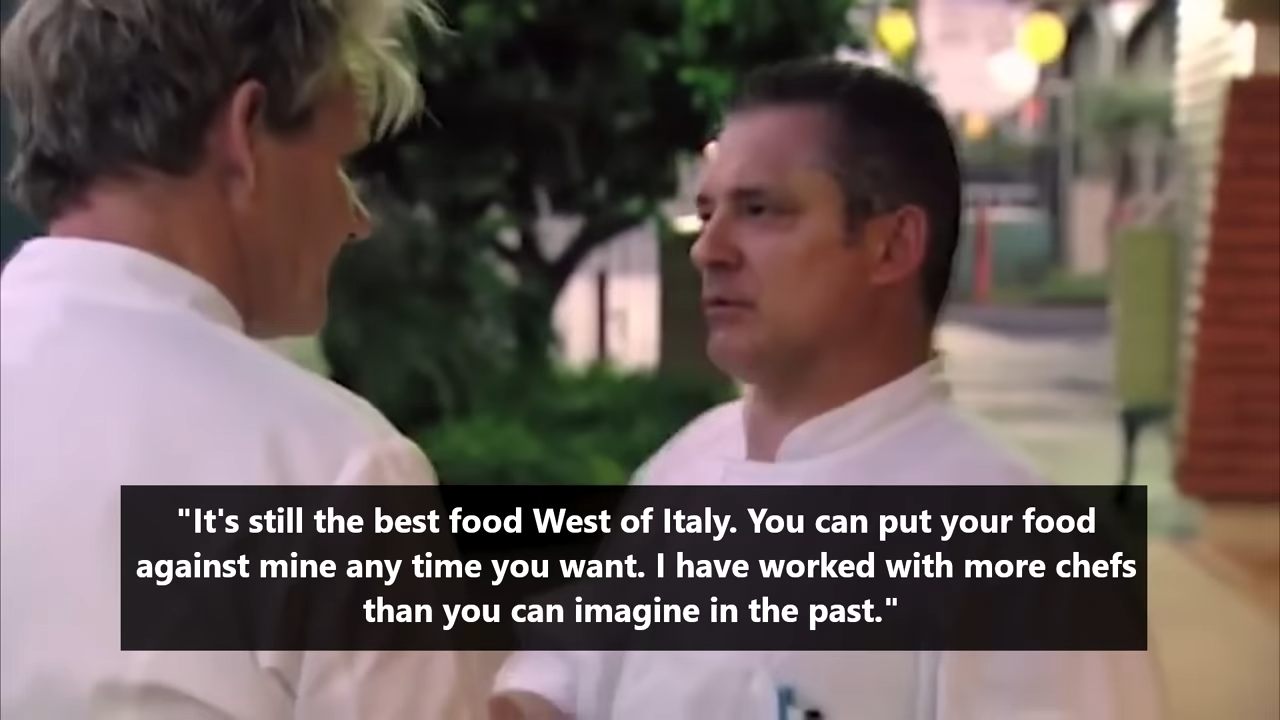 "It's still the best food West of Italy. You can put your food
against mine any time you want. I have worked with more chefs
than you can imagine in the past."